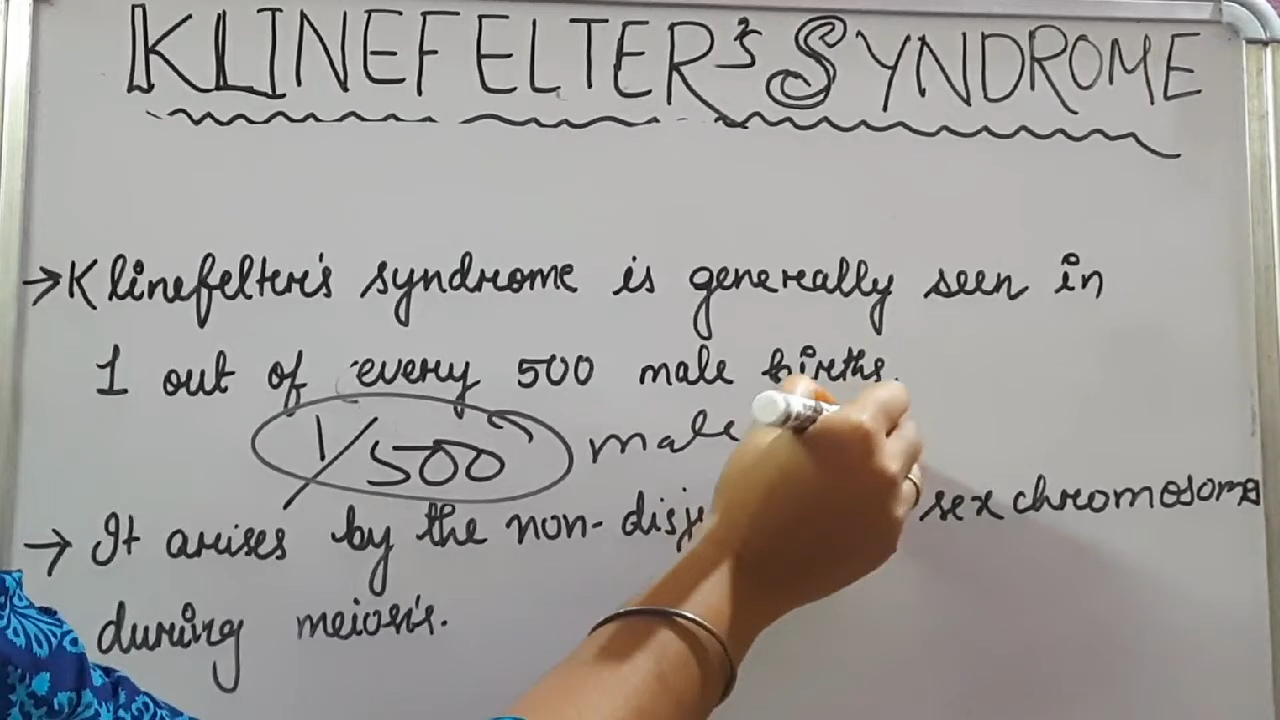 KLINEFELTER'S SYNDROME
→ Klinefelter's syndrome is generally seen in
1 out of every 500 male births.
1/500 male
→ It arises by the non- sex chromosome
during meiosis.